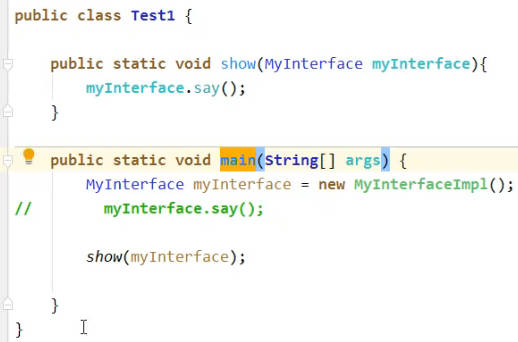 public class Test1 {
public static void show(MyInterface myInterface){
myInterface.say();
}
public static void main(String[] args) {
MyInterface myInterface = new MyInterfaceImpl();
// myInterface.say();
show(myInterface);
}
}